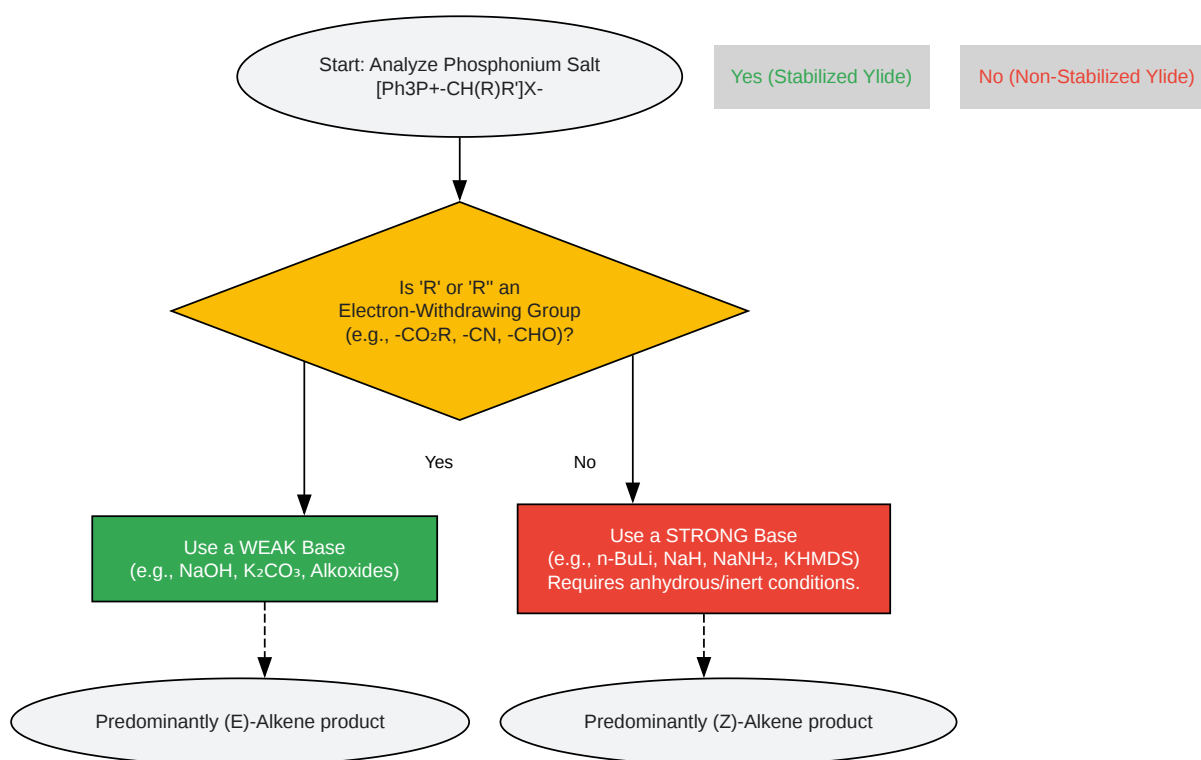 Start: Analyze Phosphonium Salt
[Ph3P+-CH(R)R']X-
Yes (Stabilized Ylide)
No (Non-Stabilized Ylide)
Is 'R' or 'R'' an
Electron-Withdrawing Group
(e.g., -CO₂R, -CN, -CHO)?
Yes
No
Use a WEAK Base
(e.g., NaOH, K₂CO₃, Alkoxides)
Use a STRONG Base
(e.g., n-BuLi, NaH, NaNH₂, KHMDS)
Requires anhydrous/inert conditions.
Predominantly (E)-Alkene product
Predominantly (Z)-Alkene product